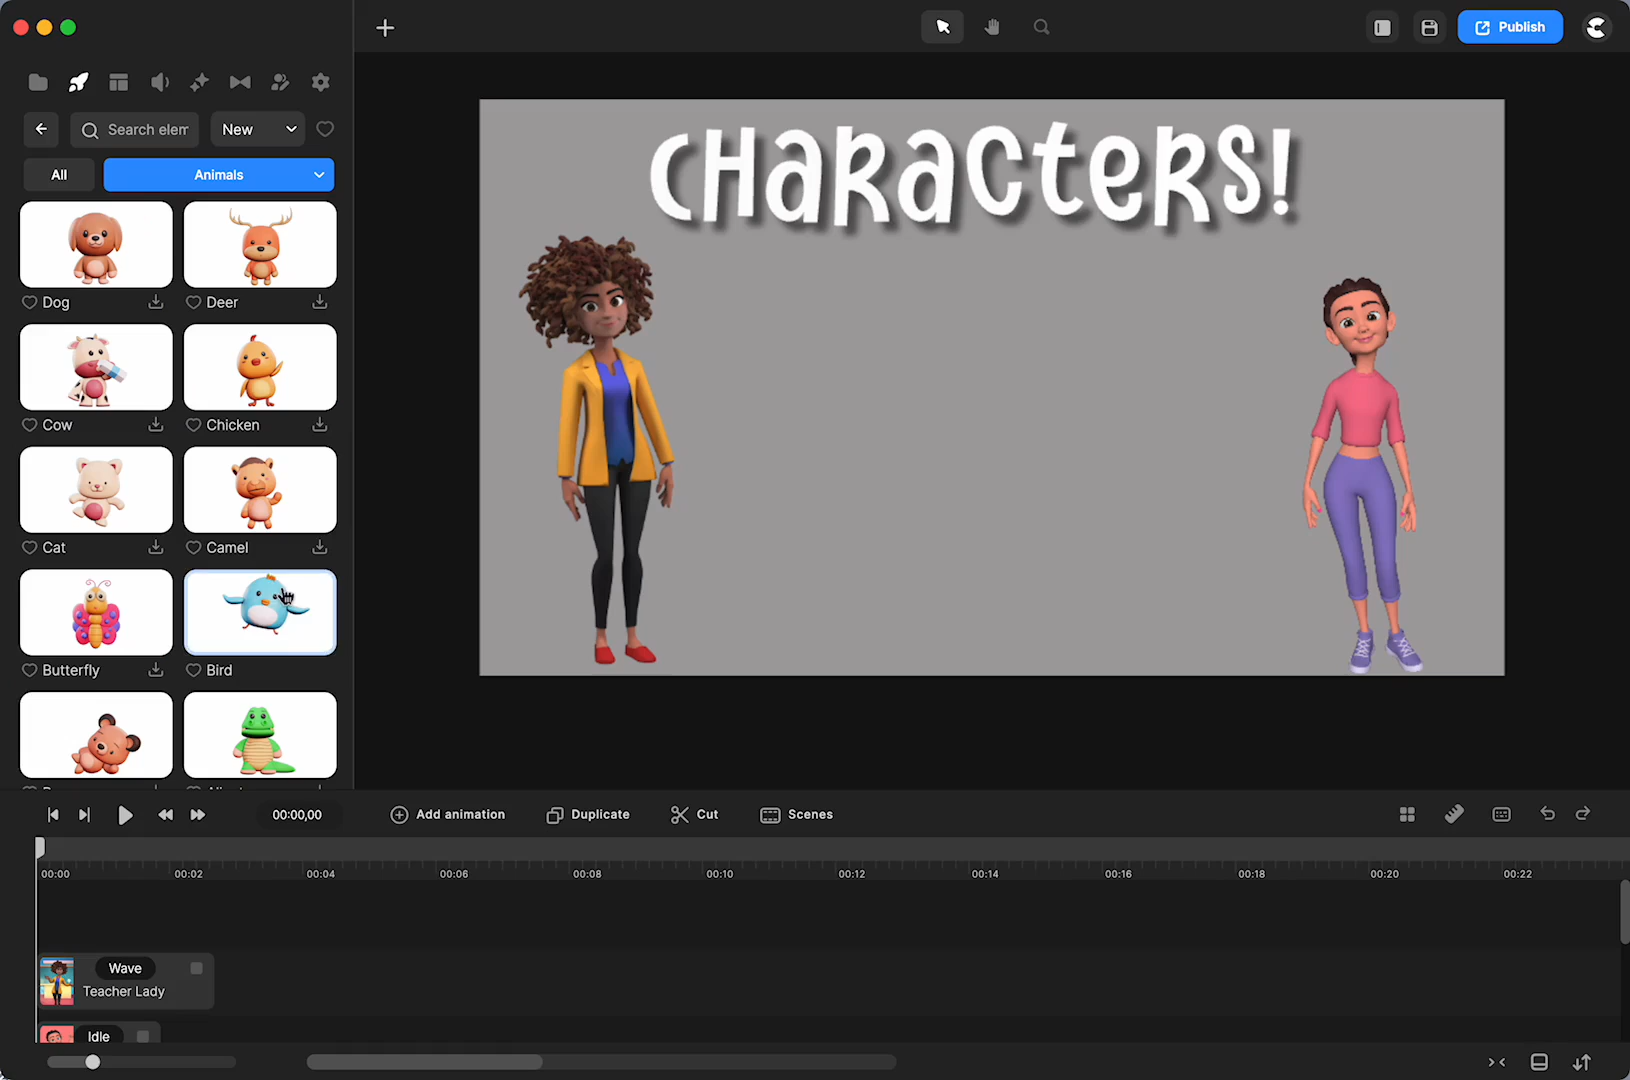 Publish
Search elem
New
All
Animals
Dog
Deer
Cow
Chicken
Cat
Camel
Butterfly
Bird
CHaRaCteRS!
00:00,00
Add animation
Duplicate
Cut
Scenes
00:00
00:02
00:04
00:06
00:08
00:10
00:12
00:14
00:16
00:18
00:20
00:22
Wave
Teacher Lady
Idle